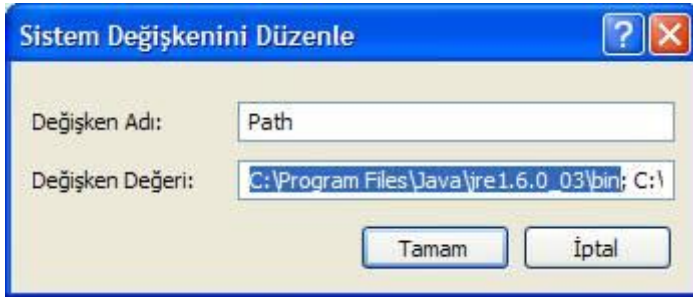 Sistem Değişkenini Düzenle
Değişken Adı: Path
Değişken Değeri: C:\Program Files\Java\jre1.6.0_03\bin; C:\
Tamam İptal